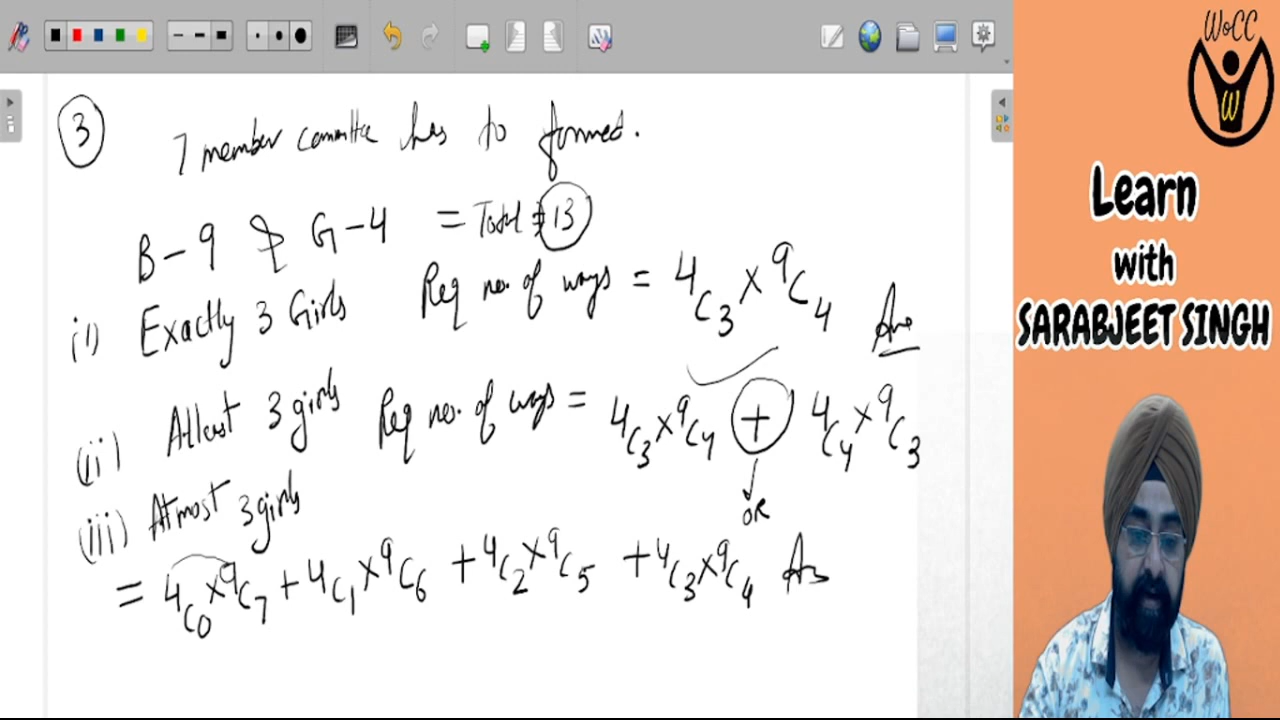 ③ 7 member committe has to formed.
B-9 & G-4 = Total = 13
(i) Exactly 3 Girls Req no. of ways = 4C3 × 9C4 Ans
(ii) Atleast 3 girls Req no. of ways = 4C3 × 9C4 + 4C4 × 9C3
OR
(iii) Atmost 3 girls
= 4C0 × 9C7 + 4C1 × 9C6 + 4C2 × 9C5 + 4C3 × 9C4 Ans
WoCC
W
Learn
with
SARABJEET SINGH